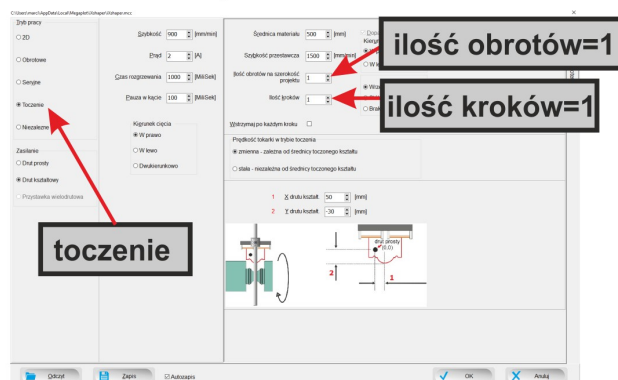 C:\Users\marci\AppData\Local\Megaplot\Xshaper\Xshaper.mcc
Tryb pracy
2D
Obrotowe
Seryjne
Toczenie
Niezależne
Zasilanie
Drut prosty
Drut kształtowy
Przystawka wielodrutowa
Szybkość 900 [mm/min]
Prąd 2 [A]
Czas rozgrzewania 1000 [MiliSek]
Pauza w kącie 100 [MiliSek]
Kierunek cięcia
W prawo
W lewo
Dwukierunkowo
Średnica materiału 500 [mm]
Szybkość przestawcza 1500 [mm/min]
Ilość obrotów na szerokość
projektu 1
Ilość kroków 1
Wstrzymaj po każdym kroku
Prędkość tokarki w trybie toczenia
zmienna - zależna od średnicy toczonego kształtu
stała - niezależna od średnicy toczonego kształtu
1 X drutu kształt. 50 [mm]
2 Y drutu kształt. -30 [mm]
drut prosty
(0,0)
2
1
ilość obrotów=1
ilość kroków=1
toczenie
Odczyt
Zapis
Autozapis
OK
Anuluj